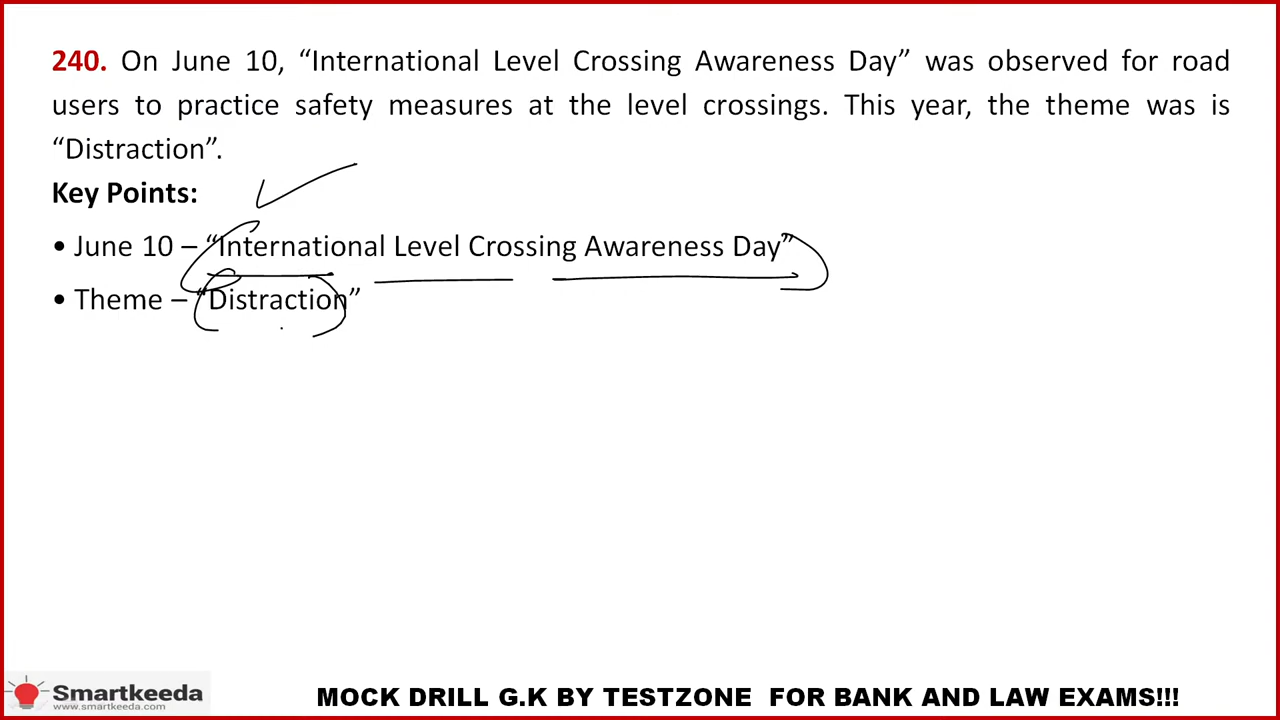 240. On June 10, “International Level Crossing Awareness Day” was observed for road
users to practice safety measures at the level crossings. This year, the theme was is
“Distraction”.
Key Points:
• June 10 – “International Level Crossing Awareness Day”
• Theme – “Distraction”
Smartkeeda
www.smartkeeda.com
MOCK DRILL G.K BY TESTZONE FOR BANK AND LAW EXAMS!!!